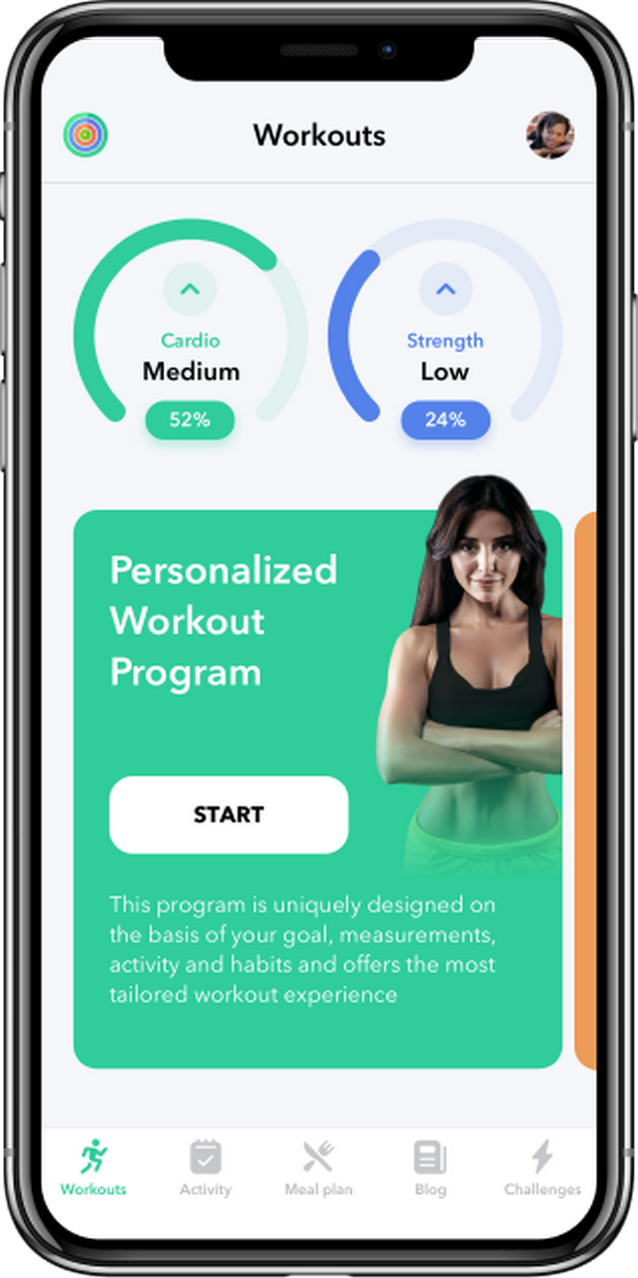 Workouts
Cardio
Medium
52%
Strength
Low
24%
Personalized
Workout
Program
START
This program is uniquely designed on
the basis of your goal, measurements,
activity and habits and offers the most
tailored workout experience
Workouts Activity Meal plan Blog Challenges